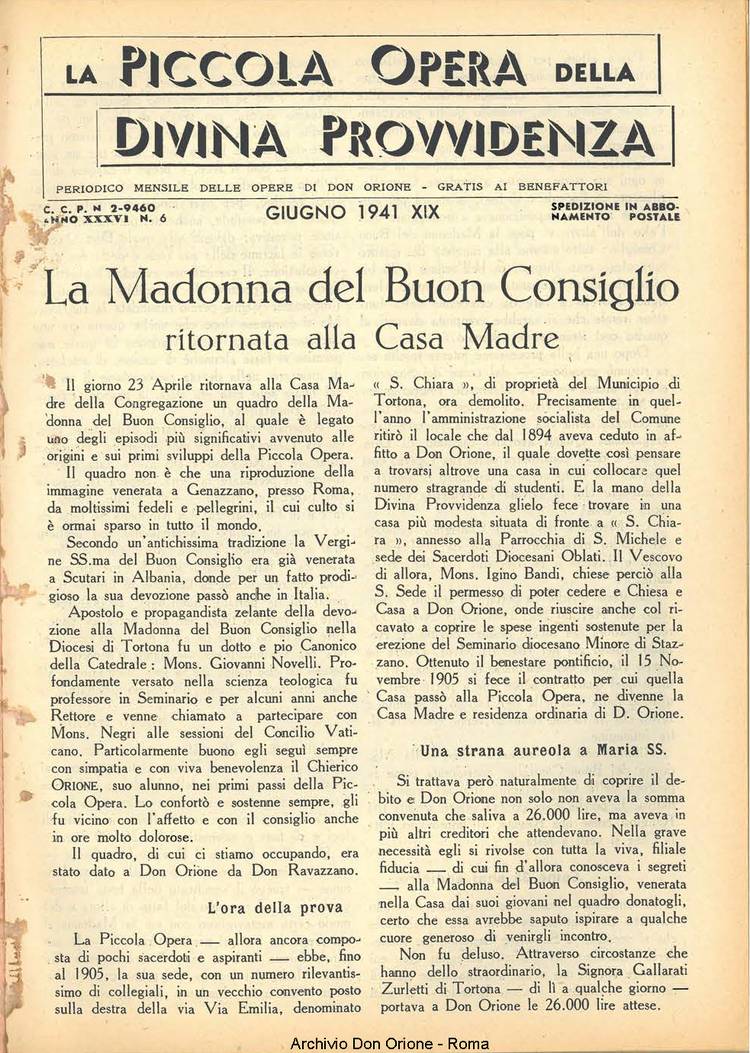 LA PICCOLA OPERA DELLA
DIVINA PROVVIDENZA
PERIODICO MENSILE DELLE OPERE DI DON ORIONE - GRATIS AI BENEFATTORI
C. C. P. N 2-9460
ANNO XXXVI N. 6
GIUGNO 1941 XIX
SPEDIZIONE IN ABBO-
NAMENTO POSTALE
La Madonna del Buon Consiglio
ritornata alla Casa Madre
Il giorno 23 Aprile ritornava alla Casa Ma-
dre della Congregazione un quadro della Ma-
donna del Buon Consiglio, al quale è legato
uno degli episodi più significativi avvenuto alle
origini e sui primi sviluppi della Piccola Opera.
Il quadro non è che una riproduzione della
immagine venerata a Genazzano, presso Roma,
da moltissimi fedeli e pellegrini, il cui culto si
è ormai sparso in tutto il mondo.
Secondo un'antichissima tradizione la Vergi-
ne SS.ma del Buon Consiglio era già venerata
a Scutari in Albania, donde per un fatto prodi-
gioso la sua devozione passò anche in Italia.
Apostolo e propagandista zelante della devo-
zione alla Madonna del Buon Consiglio nella
Diocesi di Tortona fu un dotto e pio Canonico
della Catedrale : Mons. Giovanni Novelli. Pro-
fondamente versato nella scienza teologica fu
professore in Seminario e per alcuni anni anche
Rettore e venne chiamato a partecipare con
Mons. Negri alle sessioni del Concilio Vati-
cano. Particolarmente buono egli seguì sempre
con simpatia e con viva benevolenza il Chierico
ORIONE, suo alunno, nei primi passi della Pic-
cola Opera. Lo confortò e sostenne sempre, gli
fu vicino con l'affetto e con il consiglio anche
in ore molto dolorose.
Il quadro, di cui ci stiamo occupando, era
stato dato a Don Orione da Don Ravazzano.
L'ora della prova
La Piccola Opera — allora ancora compo-
sta di pochi sacerdoti e aspiranti — ebbe, fino
al 1905, la sua sede, con un numero rilevantis-
simo di collegiali, in un vecchio convento posto
sulla destra della via Via Emilia, denominato
« S. Chiara », di proprietà del Municipio di
Tortona, ora demolito. Precisamente in quel-
l'anno l'amministrazione socialista del Comune
ritirò il locale che dal 1894 aveva ceduto in af-
fitto a Don Orione, il quale dovette così pensare
a trovarsi altrove una casa in cui collocare quel
numero stragrande di studenti. E la mano della
Divina Provvidenza glielo fece trovare in una
casa più modesta situata di fronte a « S. Chia-
ra », annesso alla Parrocchia di S. Michele e
sede dei Sacerdoti Diocesani Oblati. Il Vescovo
di allora, Mons. Igino Bandi, chiese perciò alla
S. Sede il permesso di poter cedere e Chiesa e
Casa a Don Orione, onde riuscire anche col ri-
cavato a coprire le spese ingenti sostenute per la
erezione del Seminario diocesano Minore di Staz-
zano. Ottenuto il benestare pontificio, il 15 No-
vembre 1905 si fece il contratto per cui quella
Casa passò alla Piccola Opera, ne divenne la
Casa Madre e residenza ordinaria di D. Orione.
Una strana aureola a Maria SS.
Si trattava però naturalmente di coprire il de-
bito e Don Orione non solo non aveva la somma
convenuta che saliva a 26.000 lire, ma aveva in
più altri creditori che attendevano. Nella grave
necessità egli si rivolse con tutta la viva, filiale
fiducia — di cui fin d'allora conosceva i segreti
— alla Madonna del Buon Consiglio, venerata
nella Casa dai suoi giovani nel quadro donatogli,
certo che essa avrebbe saputo ispirare a qualche
cuore generoso di venirgli incontro.
Non fu deluso. Attraverso circostanze che
hanno dello straordinario, la Signora Gallarati
Zurletti di Tortona — di lì a qualche giorno —
portava a Don Orione le 26.000 lire attese.
Archivio Don Orione - Roma